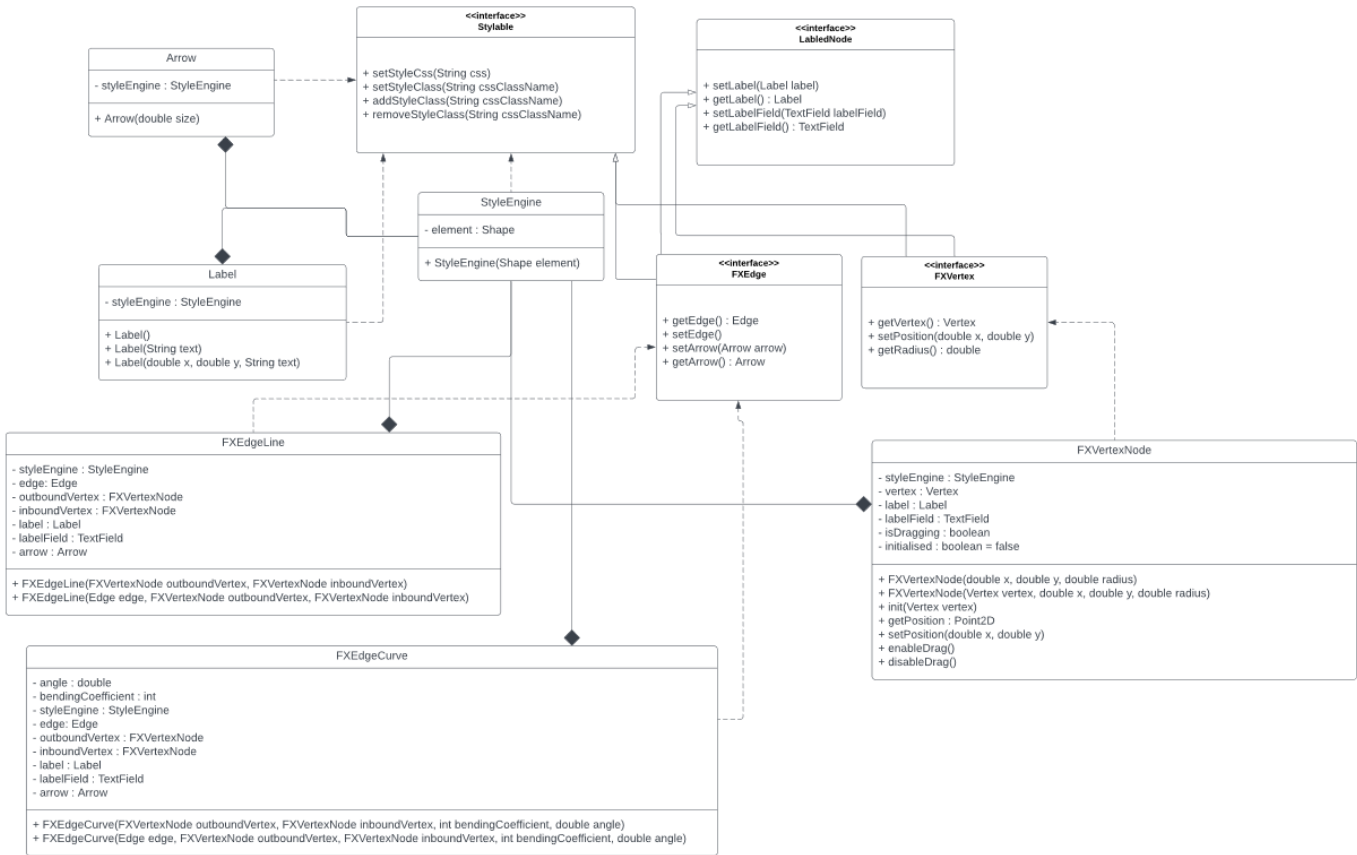 <<interface>>
Stylable
+ setStyleCss(String css)
+ setStyleClass(String cssClassName)
+ addStyleClass(String cssClassName)
+ removeStyleClass(String cssClassName)
<<interface>>
LabledNode
+ setLabel(Label label)
+ getLabel() : Label
+ setLabelField(TextField labelField)
+ getLabelField() : TextField
Arrow
- styleEngine : StyleEngine
+ Arrow(double size)
StyleEngine
- element : Shape
+ StyleEngine(Shape element)
Label
- styleEngine : StyleEngine
+ Label()
+ Label(String text)
+ Label(double x, double y, String text)
<<interface>>
FXEdge
+ getEdge() : Edge
+ setEdge()
+ setArrow(Arrow arrow)
+ getArrow() : Arrow
<<interface>>
FXVertex
+ getVertex() : Vertex
+ setPosition(double x, double y)
+ getRadius() : double
FXEdgeLine
- styleEngine : StyleEngine
- edge: Edge
- outboundVertex : FXVertexNode
- inboundVertex : FXVertexNode
- label : Label
- labelField : TextField
- arrow : Arrow
+ FXEdgeLine(FXVertexNode outboundVertex, FXVertexNode inboundVertex)
+ FXEdgeLine(Edge edge, FXVertexNode outboundVertex, FXVertexNode inboundVertex)
FXVertexNode
- styleEngine : StyleEngine
- vertex : Vertex
- label : Label
- labelField : TextField
- isDragging : boolean
- initialised : boolean = false
+ FXVertexNode(double x, double y, double radius)
+ FXVertexNode(Vertex vertex, double x, double y, double radius)
+ init(Vertex vertex)
+ getPosition : Point2D
+ setPosition(double x, double y)
+ enableDrag()
+ disableDrag()
FXEdgeCurve
- angle : double
- bendingCoefficient : int
- styleEngine : StyleEngine
- edge: Edge
- outboundVertex : FXVertexNode
- inboundVertex : FXVertexNode
- label : Label
- labelField : TextField
- arrow : Arrow
+ FXEdgeCurve(FXVertexNode outboundVertex, FXVertexNode inboundVertex, int bendingCoefficient, double angle)
+ FXEdgeCurve(Edge edge, FXVertexNode outboundVertex, FXVertexNode inboundVertex, int bendingCoefficient, double angle)